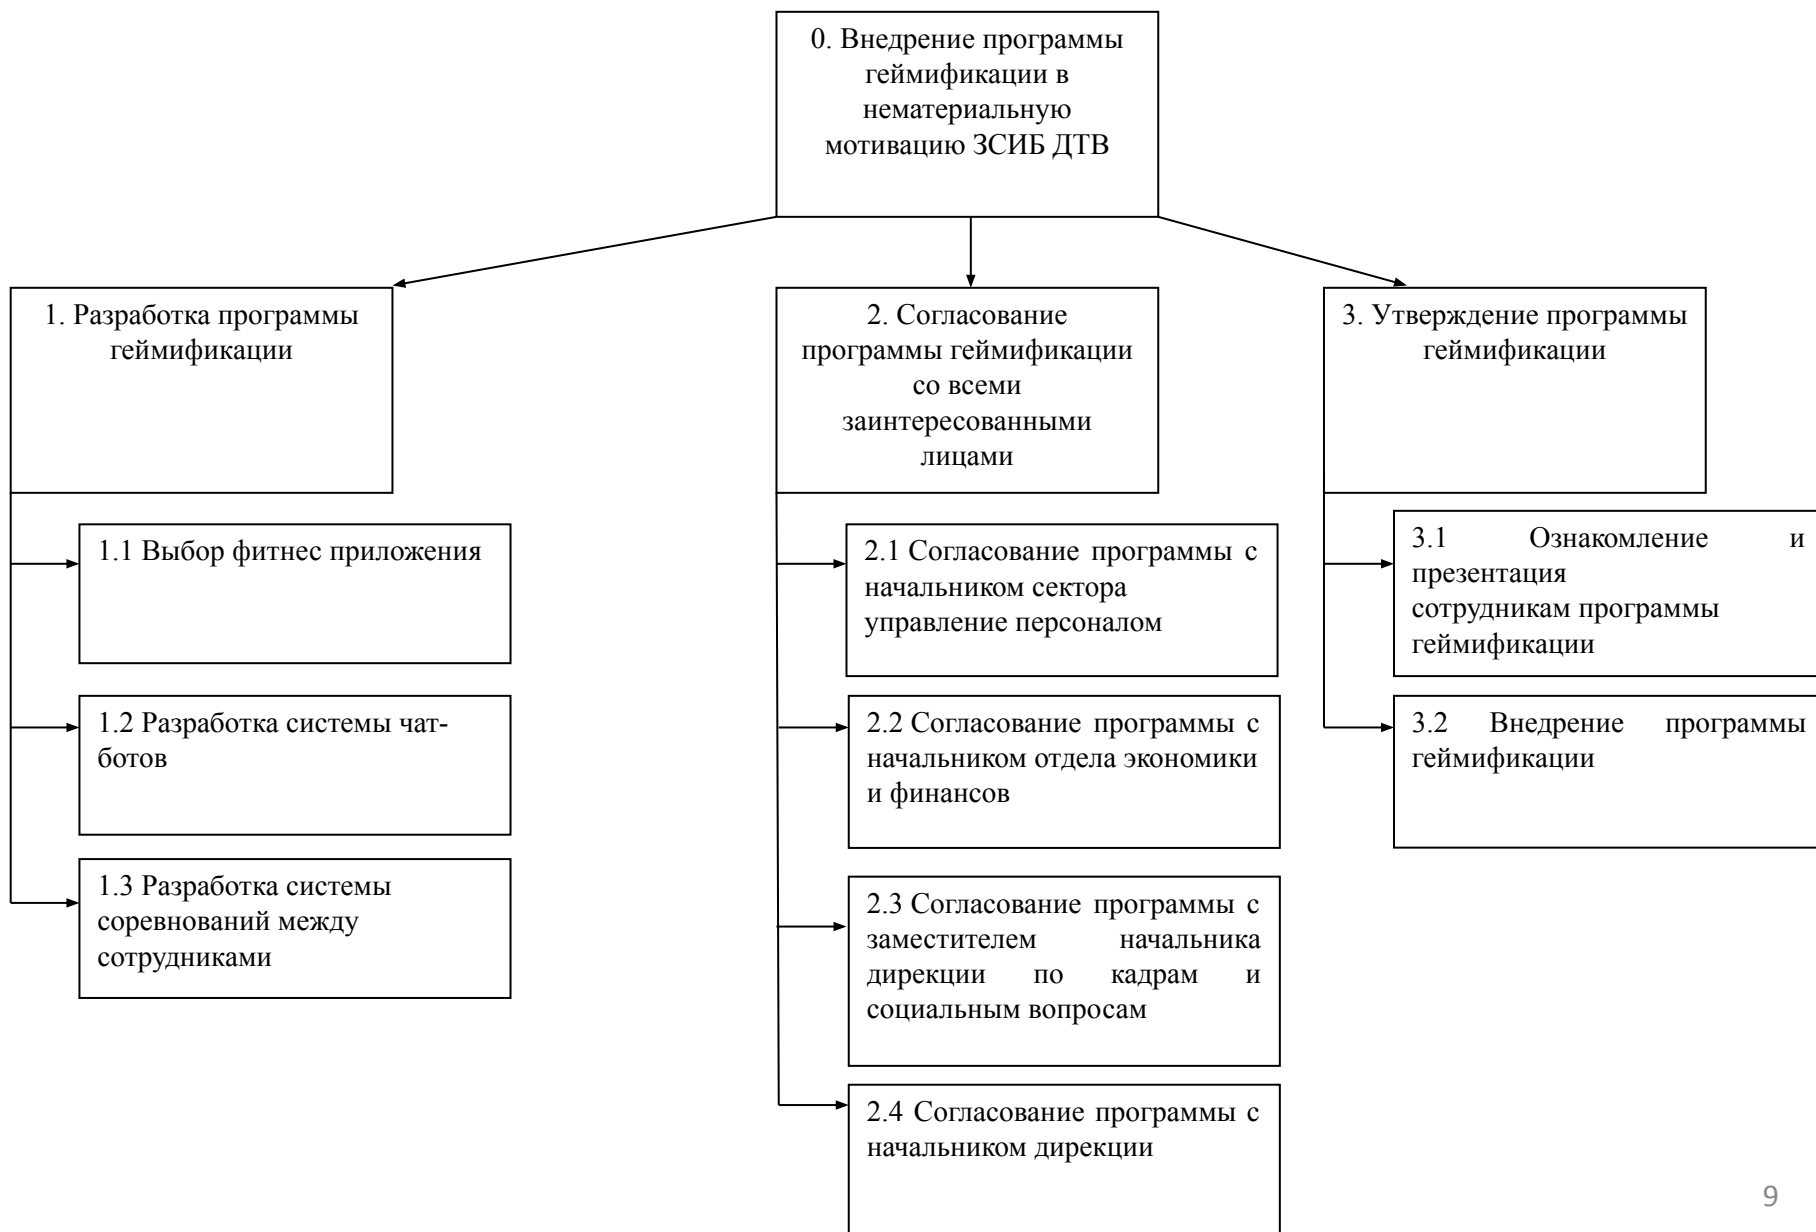 0. Внедрение программы
геймификации в
нематериальную
мотивацию ЗСИБ ДТВ
1. Разработка программы
геймификации
1.1 Выбор фитнес приложения
1.2 Разработка системы чат-
ботов
1.3 Разработка системы
соревнований между
сотрудниками
2. Согласование
программы геймификации
со всеми
заинтересованными
лицами
2.1 Согласование программы с
начальником сектора
управление персоналом
2.2 Согласование программы с
начальником отдела экономики
и финансов
2.3 Согласование программы с
заместителем начальника
дирекции по кадрам и
социальным вопросам
2.4 Согласование программы с
начальником дирекции
3. Утверждение программы
геймификации
3.1 Ознакомление и
презентация
сотрудникам программы
геймификации
3.2 Внедрение программы
геймификации
9